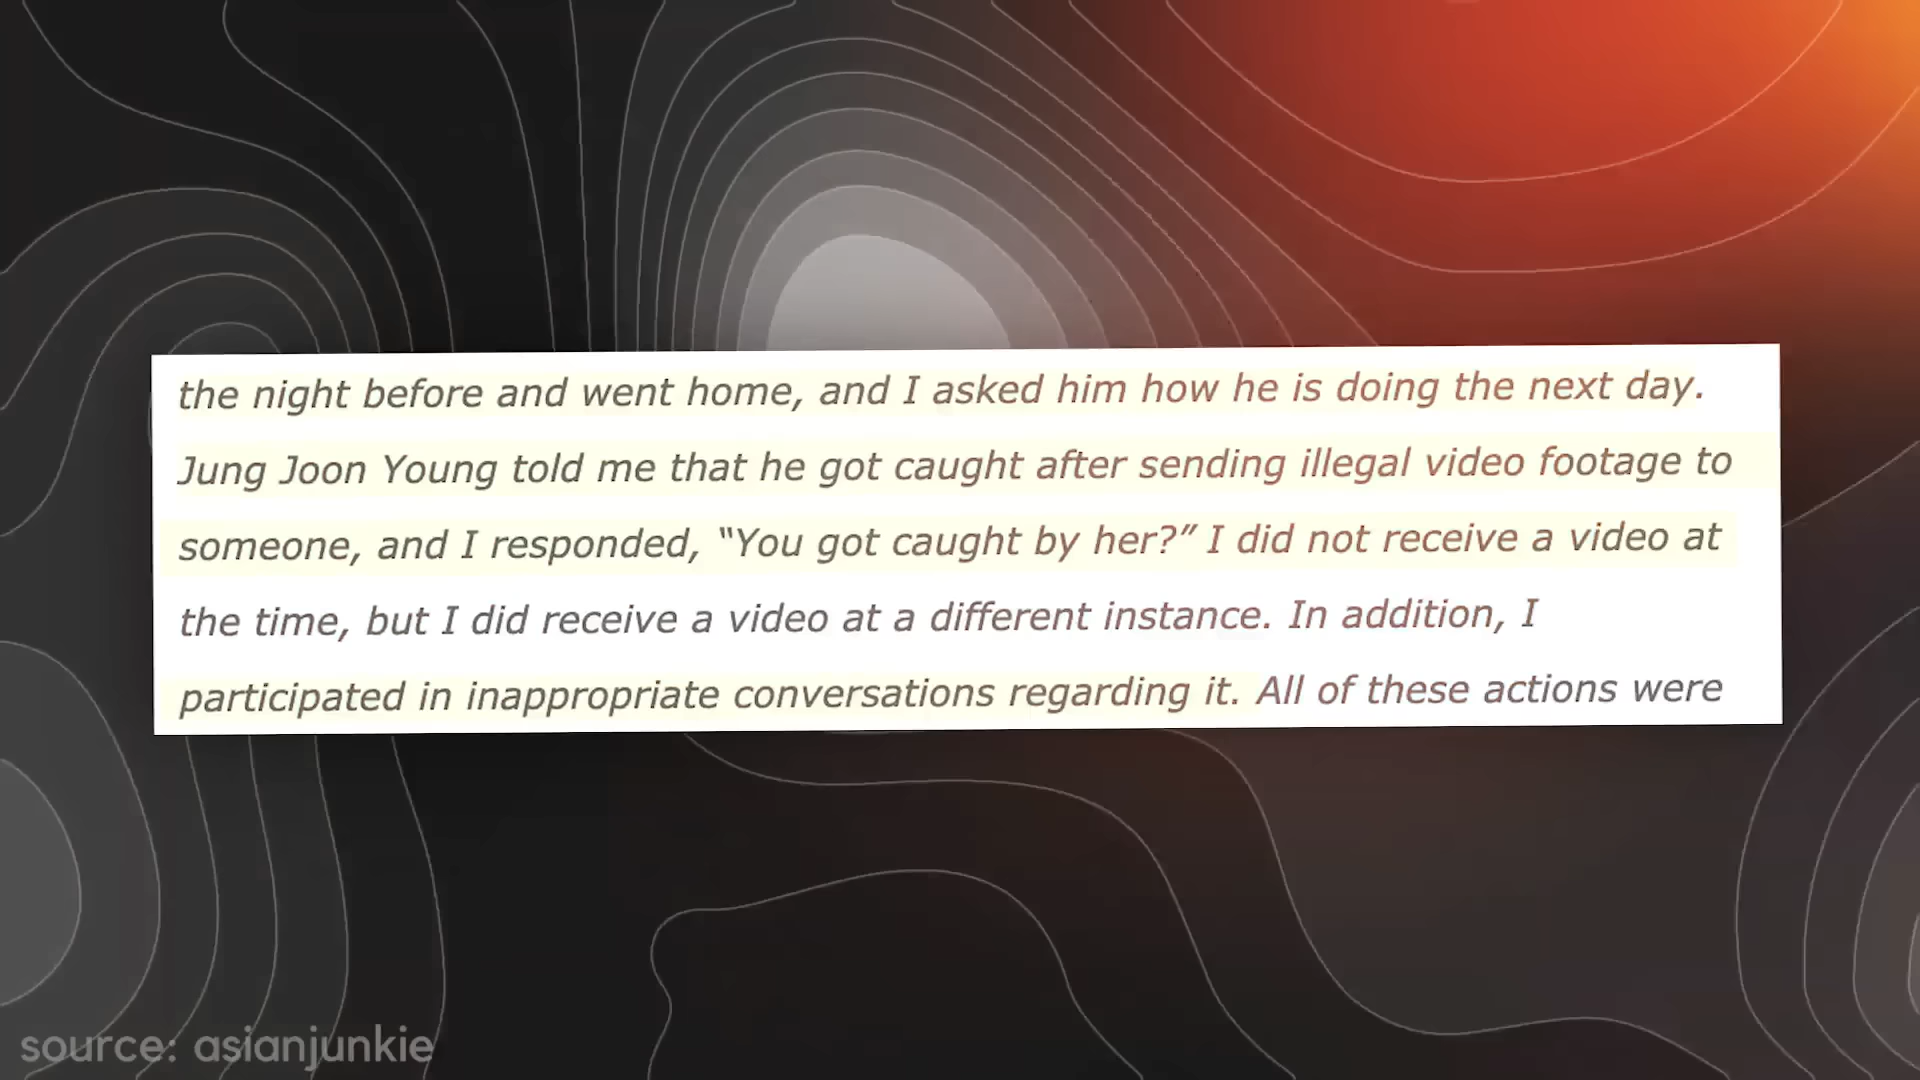 the night before and went home, and I asked him how he is doing the next day.
Jung Joon Young told me that he got caught after sending illegal video footage to
someone, and I responded, “You got caught by her?” I did not receive a video at
the time, but I did receive a video at a different instance. In addition, I
participated in inappropriate conversations regarding it. All of these actions were
source: asianjunkie